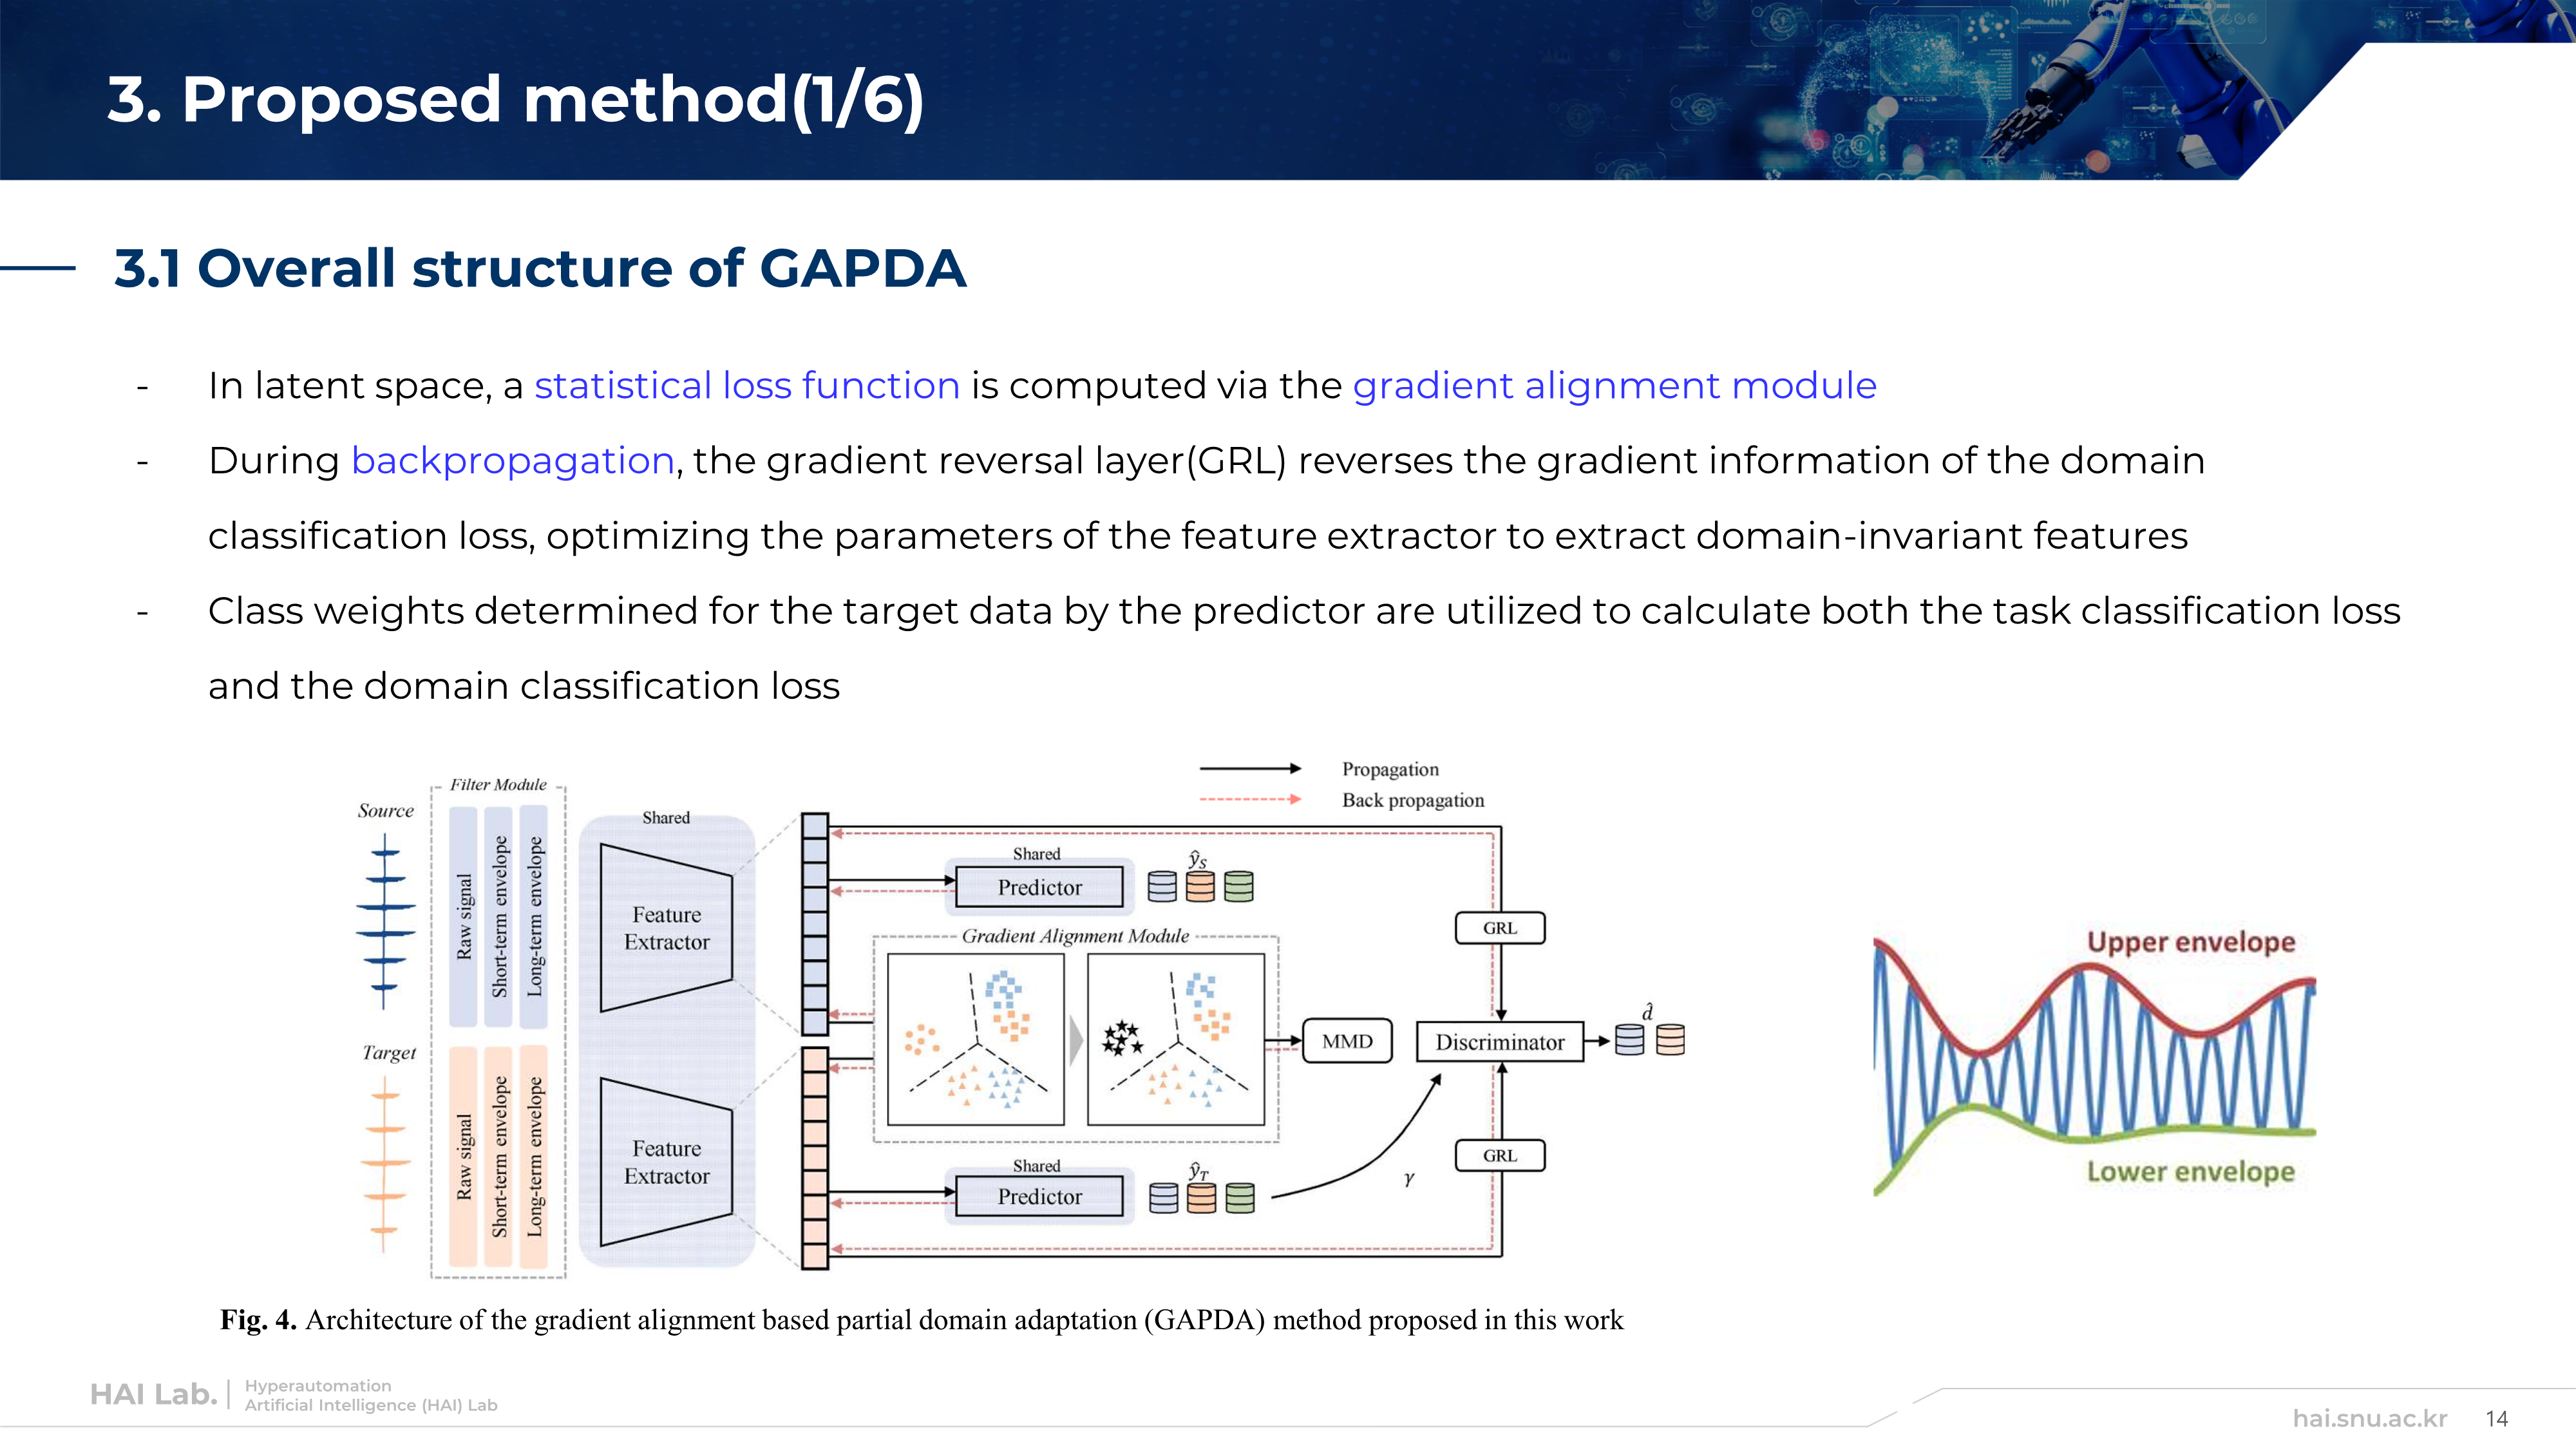 3. Proposed method(1/6)
3.1 Overall structure of GAPDA
- In latent space, a statistical loss function is computed via the gradient alignment module
- During backpropagation, the gradient reversal layer(GRL) reverses the gradient information of the domain
classification loss, optimizing the parameters of the feature extractor to extract domain-invariant features
- Class weights determined for the target data by the predictor are utilized to calculate both the task classification loss
and the domain classification loss
Propagation
Back propagation
Filter Module
Source
Raw signal
Short-term envelope
Long-term envelope
Target
Raw signal
Short-term envelope
Long-term envelope
Shared
Feature
Extractor
Feature
Extractor
Shared
Predictor
ŷ_S
Gradient Alignment Module
MMD
Shared
Predictor
ŷ_T
γ
GRL
Discriminator
d̂
GRL
Upper envelope
Lower envelope
Fig. 4. Architecture of the gradient alignment based partial domain adaptation (GAPDA) method proposed in this work
HAI Lab.
Hyperautomation
Artificial Intelligence (HAI) Lab
hai.snu.ac.kr
14